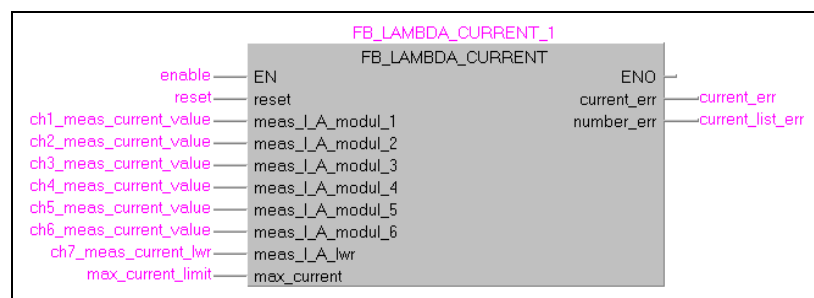 FB_LAMBDA_CURRENT_1
FB_LAMBDA_CURRENT
enable EN ENO
reset reset current_err current_err
ch1_meas_current_value meas_I_A_modul_1 number_err current_list_err
ch2_meas_current_value meas_I_A_modul_2
ch3_meas_current_value meas_I_A_modul_3
ch4_meas_current_value meas_I_A_modul_4
ch5_meas_current_value meas_I_A_modul_5
ch6_meas_current_value meas_I_A_modul_6
ch7_meas_current_lwr meas_I_A_lwr
max_current_limit max_current